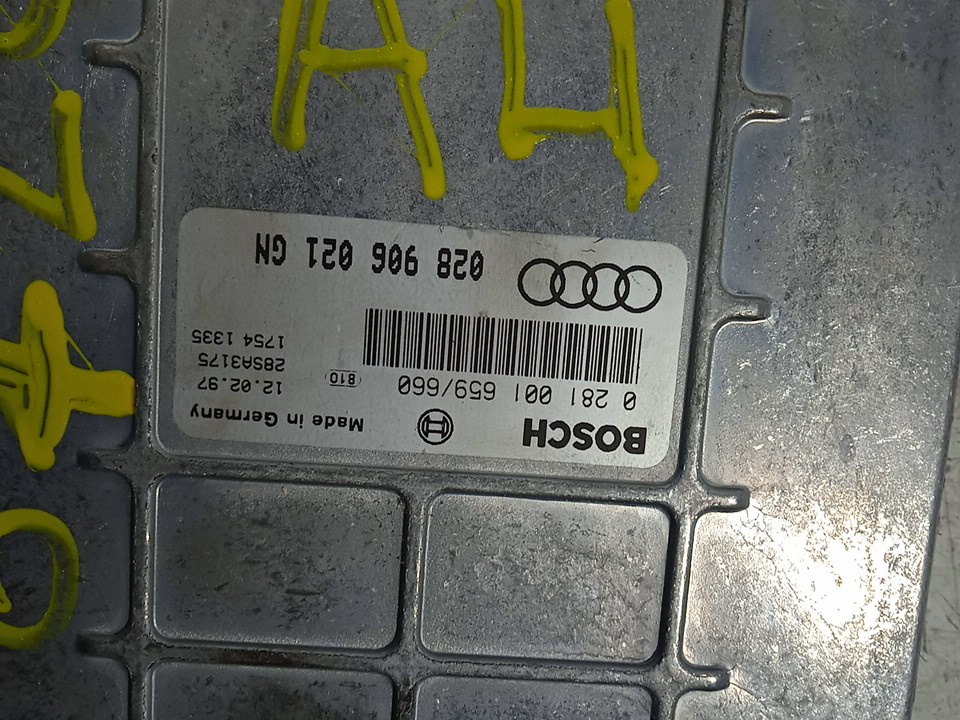 BOSCH
Made in Germany
0 281 001 659/660
B10
12.02.97
28SA3175
1754 1335
028 906 021 GN
A4